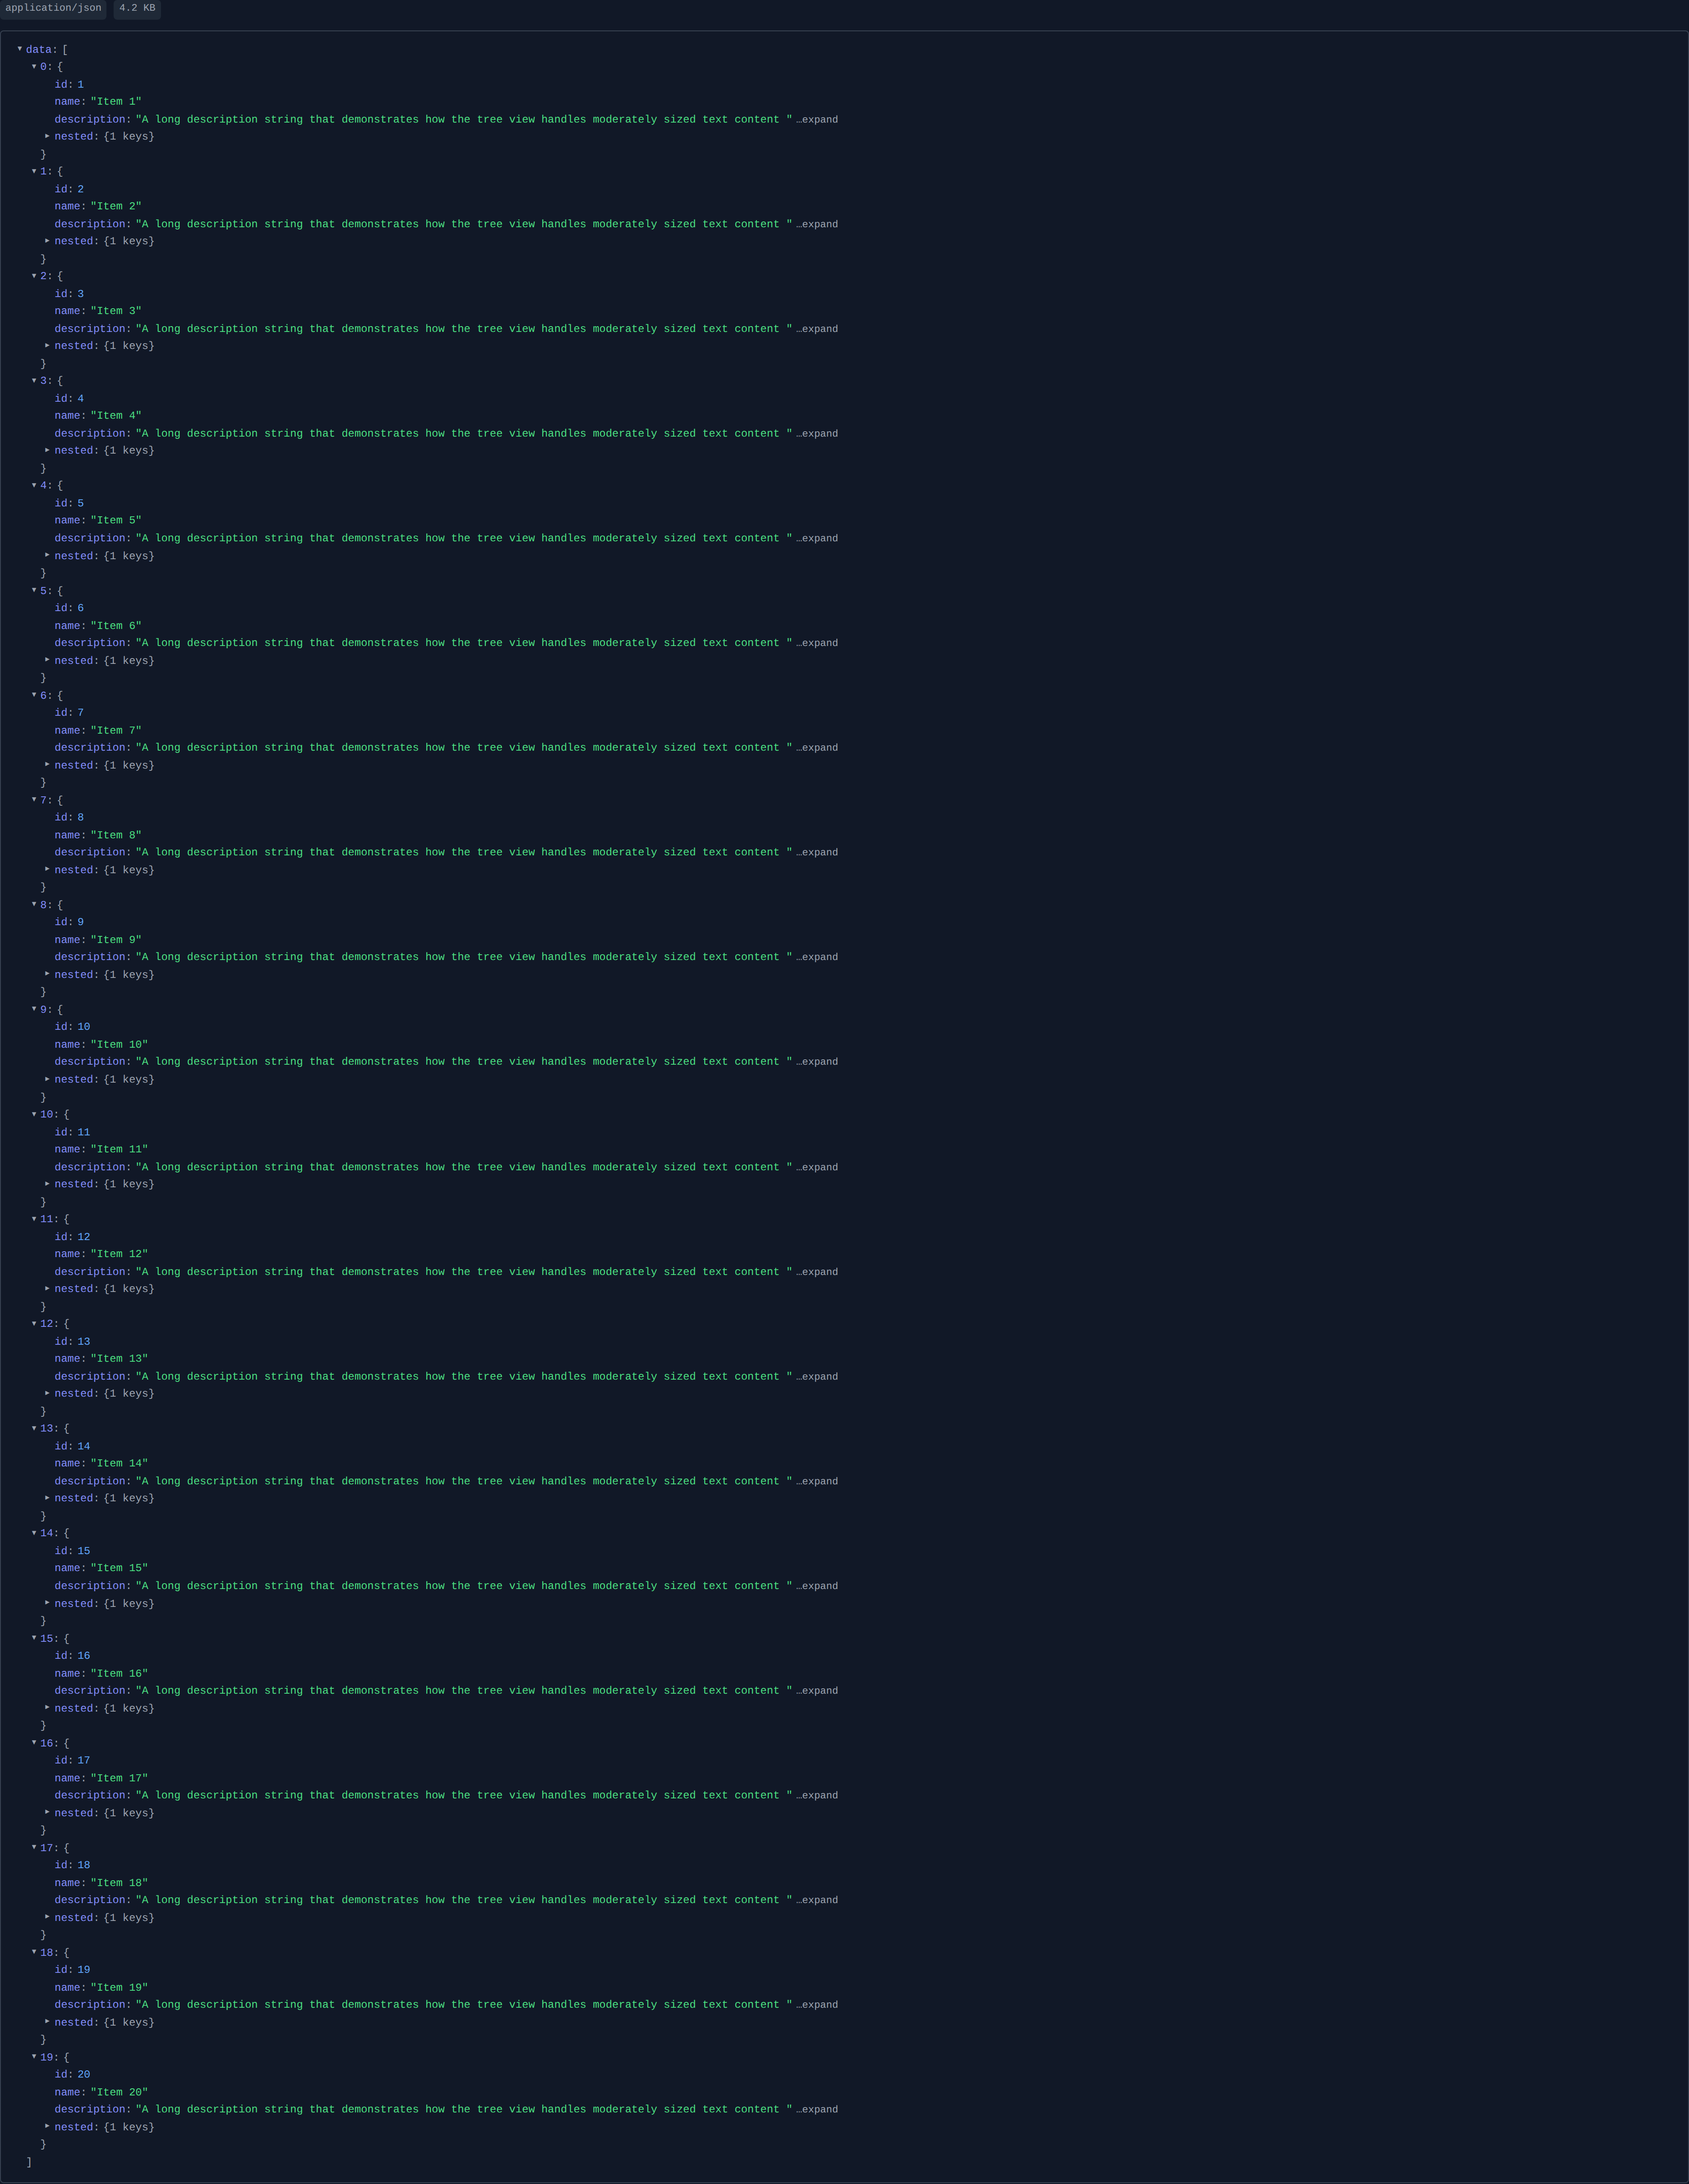 application/json 4.2 KB
▼ data: [
▼ 0: {
id: 1
name: "Item 1"
description: "A long description string that demonstrates how the tree view handles moderately sized text content " …expand
▶ nested: {1 keys}
}
▼ 1: {
id: 2
name: "Item 2"
description: "A long description string that demonstrates how the tree view handles moderately sized text content " …expand
▶ nested: {1 keys}
}
▼ 2: {
id: 3
name: "Item 3"
description: "A long description string that demonstrates how the tree view handles moderately sized text content " …expand
▶ nested: {1 keys}
}
▼ 3: {
id: 4
name: "Item 4"
description: "A long description string that demonstrates how the tree view handles moderately sized text content " …expand
▶ nested: {1 keys}
}
▼ 4: {
id: 5
name: "Item 5"
description: "A long description string that demonstrates how the tree view handles moderately sized text content " …expand
▶ nested: {1 keys}
}
▼ 5: {
id: 6
name: "Item 6"
description: "A long description string that demonstrates how the tree view handles moderately sized text content " …expand
▶ nested: {1 keys}
}
▼ 6: {
id: 7
name: "Item 7"
description: "A long description string that demonstrates how the tree view handles moderately sized text content " …expand
▶ nested: {1 keys}
}
▼ 7: {
id: 8
name: "Item 8"
description: "A long description string that demonstrates how the tree view handles moderately sized text content " …expand
▶ nested: {1 keys}
}
▼ 8: {
id: 9
name: "Item 9"
description: "A long description string that demonstrates how the tree view handles moderately sized text content " …expand
▶ nested: {1 keys}
}
▼ 9: {
id: 10
name: "Item 10"
description: "A long description string that demonstrates how the tree view handles moderately sized text content " …expand
▶ nested: {1 keys}
}
▼ 10: {
id: 11
name: "Item 11"
description: "A long description string that demonstrates how the tree view handles moderately sized text content " …expand
▶ nested: {1 keys}
}
▼ 11: {
id: 12
name: "Item 12"
description: "A long description string that demonstrates how the tree view handles moderately sized text content " …expand
▶ nested: {1 keys}
}
▼ 12: {
id: 13
name: "Item 13"
description: "A long description string that demonstrates how the tree view handles moderately sized text content " …expand
▶ nested: {1 keys}
}
▼ 13: {
id: 14
name: "Item 14"
description: "A long description string that demonstrates how the tree view handles moderately sized text content " …expand
▶ nested: {1 keys}
}
▼ 14: {
id: 15
name: "Item 15"
description: "A long description string that demonstrates how the tree view handles moderately sized text content " …expand
▶ nested: {1 keys}
}
▼ 15: {
id: 16
name: "Item 16"
description: "A long description string that demonstrates how the tree view handles moderately sized text content " …expand
▶ nested: {1 keys}
}
▼ 16: {
id: 17
name: "Item 17"
description: "A long description string that demonstrates how the tree view handles moderately sized text content " …expand
▶ nested: {1 keys}
}
▼ 17: {
id: 18
name: "Item 18"
description: "A long description string that demonstrates how the tree view handles moderately sized text content " …expand
▶ nested: {1 keys}
}
▼ 18: {
id: 19
name: "Item 19"
description: "A long description string that demonstrates how the tree view handles moderately sized text content " …expand
▶ nested: {1 keys}
}
▼ 19: {
id: 20
name: "Item 20"
description: "A long description string that demonstrates how the tree view handles moderately sized text content " …expand
▶ nested: {1 keys}
}
]